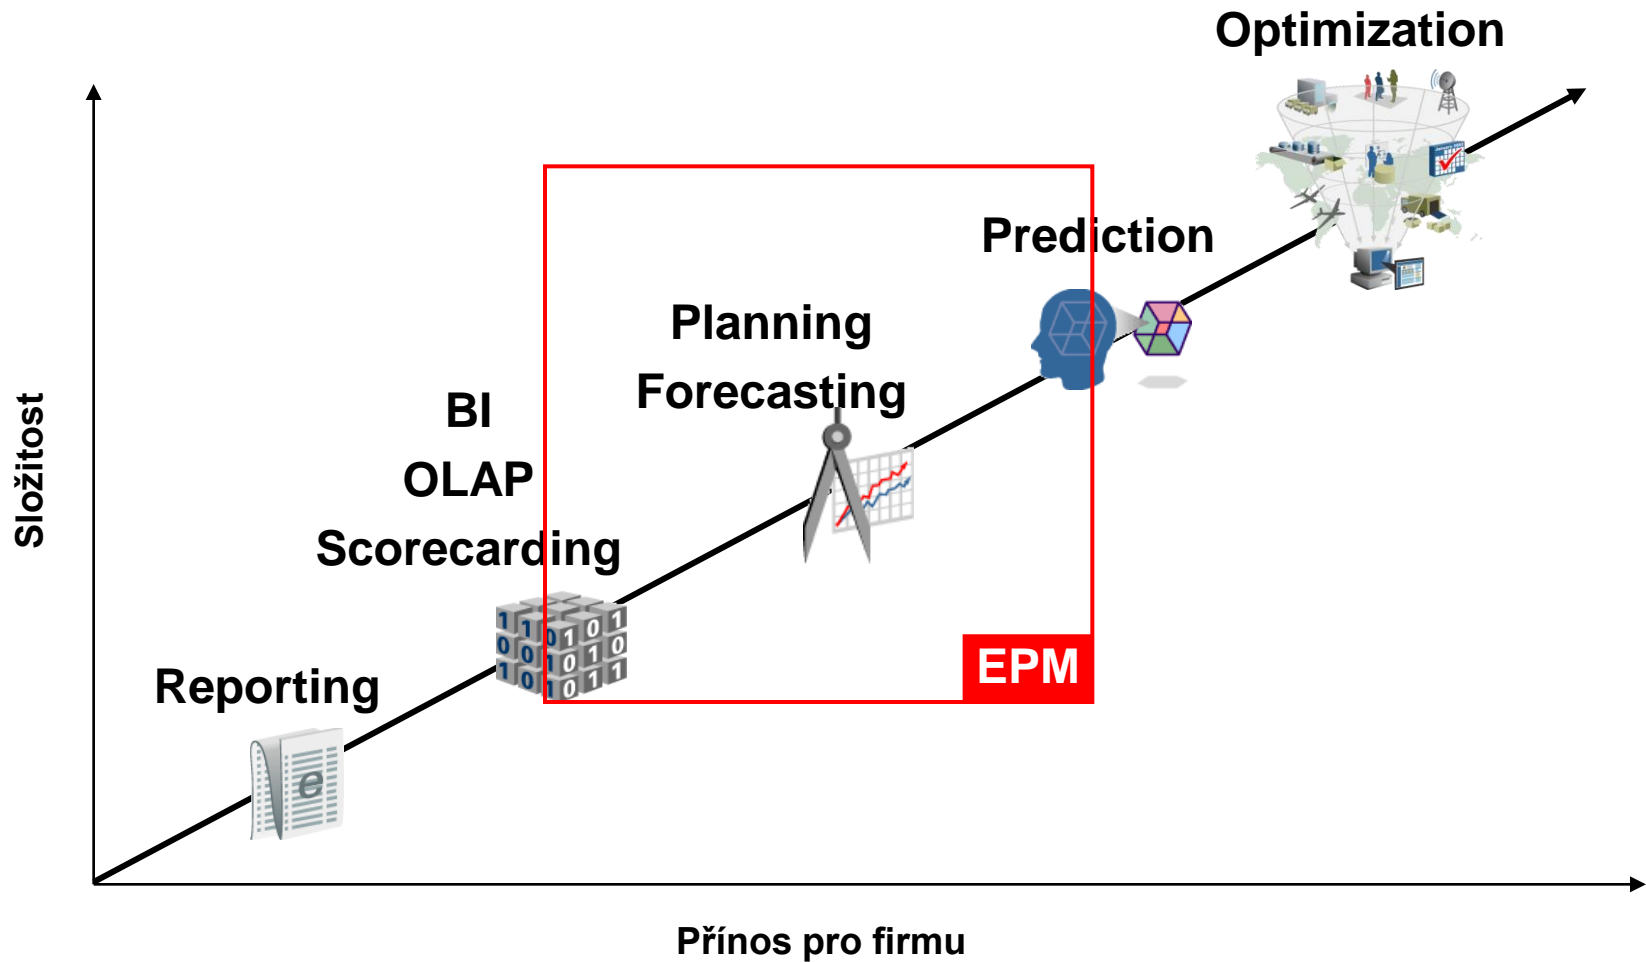 Optimization
Prediction
Planning
Forecasting
BI
OLAP
Scorecarding
EPM
Reporting
Složitost
Přínos pro firmu